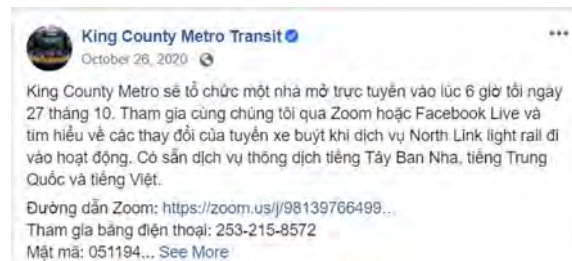 King County Metro Transit
October 26, 2020
King County Metro sẽ tổ chức một nhà mở trực tuyến vào lúc 6 giờ tối ngày
27 tháng 10. Tham gia cùng chúng tôi qua Zoom hoặc Facebook Live và
tìm hiểu về các thay đổi của tuyến xe buýt khi dịch vụ North Link light rail đi
vào hoạt động. Có sẵn dịch vụ thông dịch tiếng Tây Ban Nha, tiếng Trung
Quốc và tiếng Việt.
Đường dẫn Zoom: https://zoom.us/j/98139766499...
Tham gia bằng điện thoại: 253-215-8572
Mật mã: 051194... See More